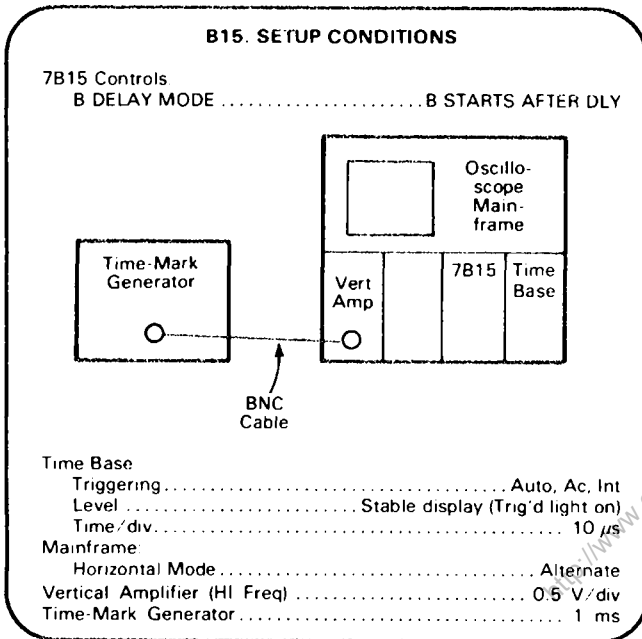 B15. SETUP CONDITIONS
7B15 Controls.
B DELAY MODE ...................... B STARTS AFTER DLY
Oscillo-
scope
Main-
frame
Time-Mark
Generator
Vert
Amp
7B15
Time
Base
BNC
Cable
Time Base
Triggering ................................... Auto, Ac, Int
Level ....................... Stable display (Trig'd light on)
Time/div ........................................... 10 μs
Mainframe:
Horizontal Mode ................................ Alternate
Vertical Amplifier (HI Freq) ........................ 0.5 V/div
Time-Mark Generator ................................ 1 ms
http://www.